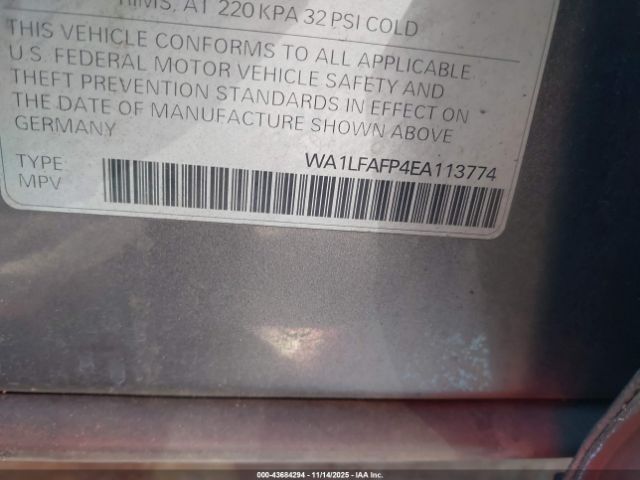 RIMS, AT 220 KPA 32 PSI COLD
THIS VEHICLE CONFORMS TO ALL APPLICABLE
U.S. FEDERAL MOTOR VEHICLE SAFETY AND
THEFT PREVENTION STANDARDS IN EFFECT ON
THE DATE OF MANUFACTURE SHOWN ABOVE
GERMANY
TYPE:
MPV
WA1LFAFP4EA113774
000-43684294 - 11/14/2025 - IAA Inc.